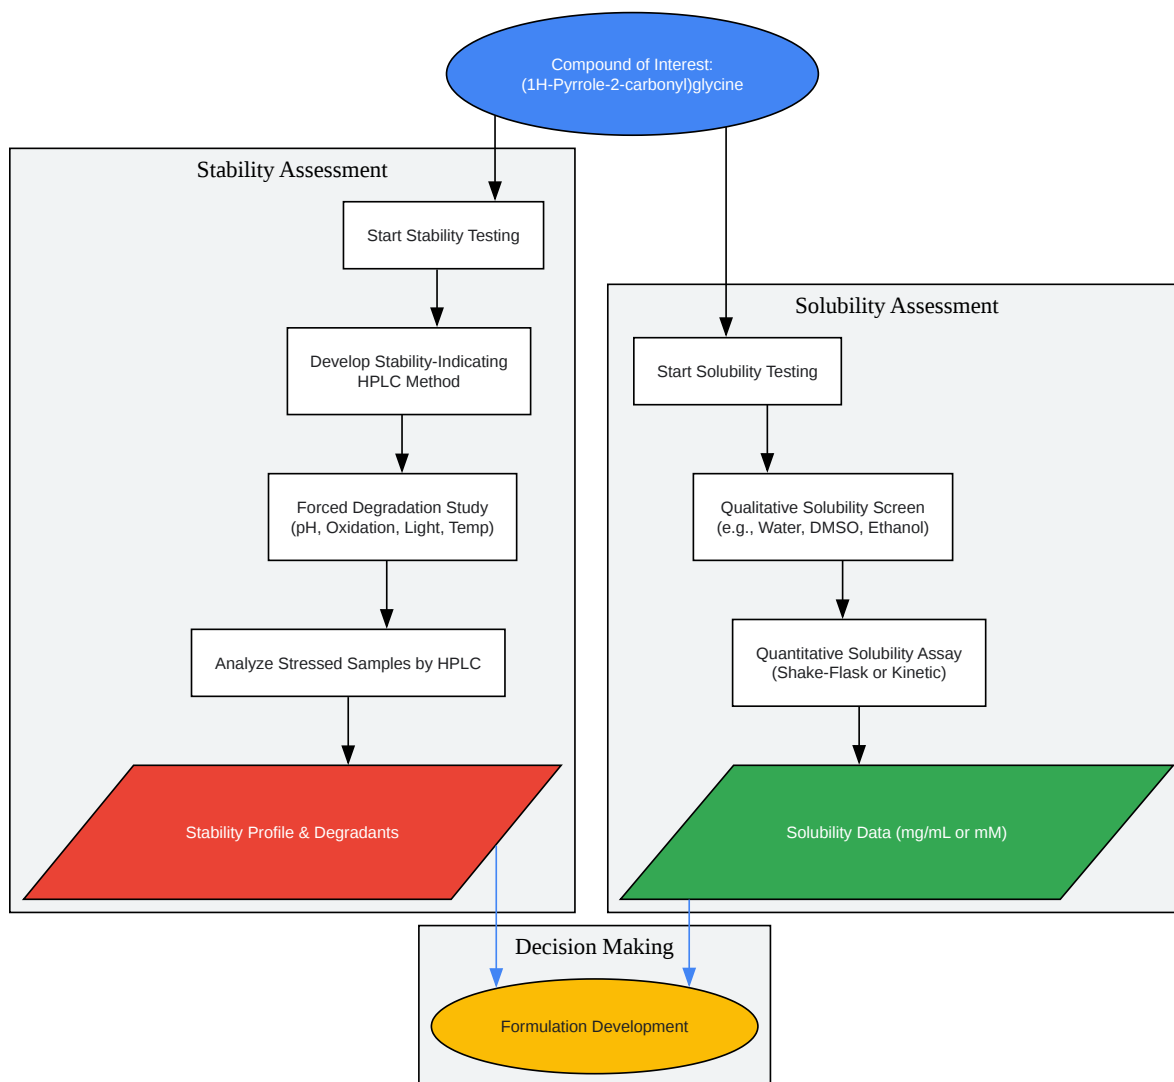 Compound of Interest:
(1H-Pyrrole-2-carbonyl)glycine
Stability Assessment
Start Stability Testing
Develop Stability-Indicating
HPLC Method
Forced Degradation Study
(pH, Oxidation, Light, Temp)
Analyze Stressed Samples by HPLC
Stability Profile & Degradants
Solubility Assessment
Start Solubility Testing
Qualitative Solubility Screen
(e.g., Water, DMSO, Ethanol)
Quantitative Solubility Assay
(Shake-Flask or Kinetic)
Solubility Data (mg/mL or mM)
Decision Making
Formulation Development